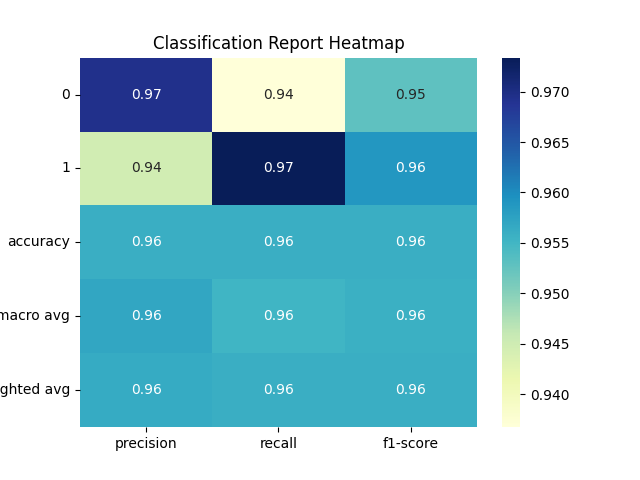 Classification Report Heatmap
0 0.97 0.94 0.95
1 0.94 0.97 0.96
accuracy 0.96 0.96 0.96
macro avg 0.96 0.96 0.96
ghted avg 0.96 0.96 0.96
precision recall f1-score
0.970
0.965
0.960
0.955
0.950
0.945
0.940